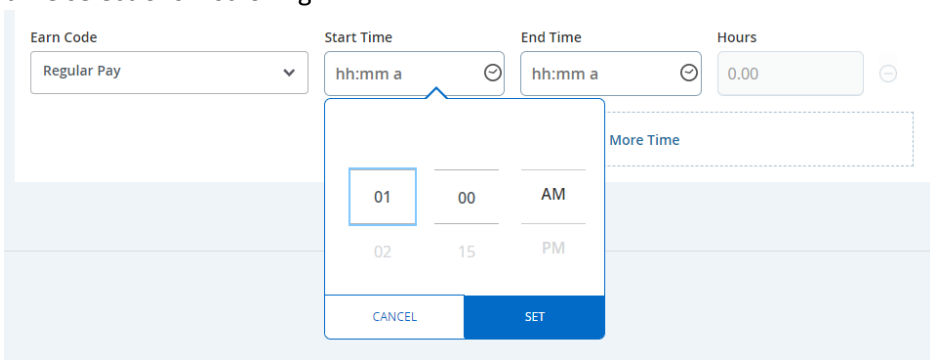 Earn Code Start Time End Time Hours
Regular Pay hh:mm a hh:mm a 0.00
More Time
01 00 AM
02 15 PM
CANCEL SET